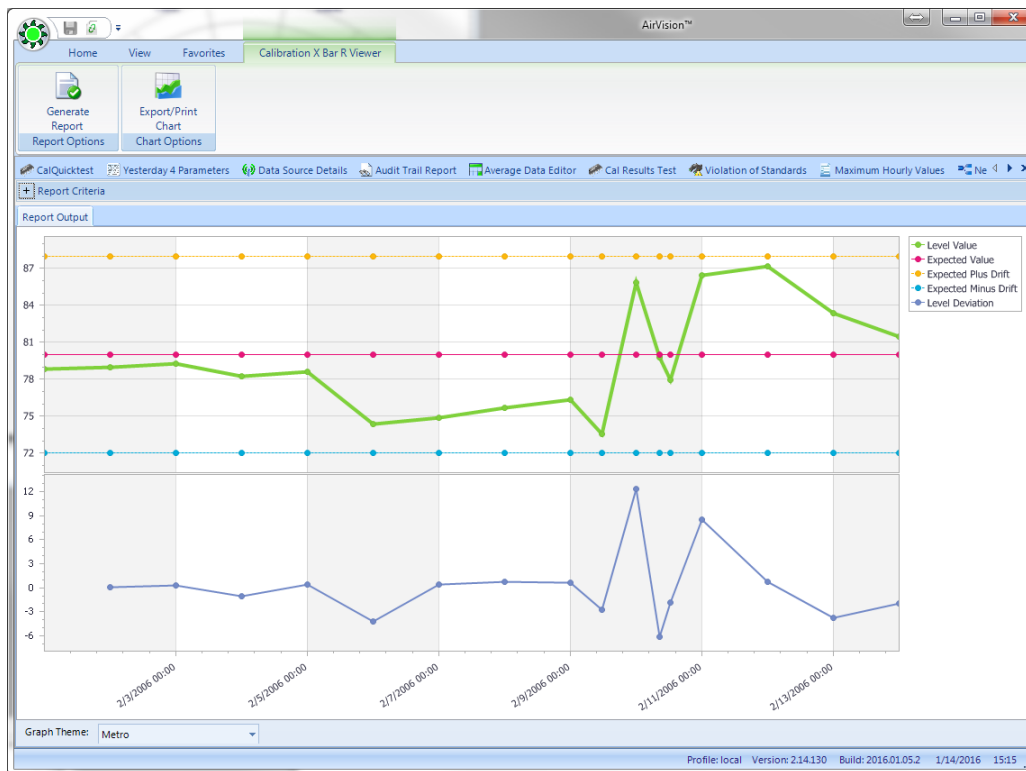 AirVision™
Home View Favorites Calibration X Bar R Viewer
Generate Report
Export/Print Chart
Report Options Chart Options
CalQuicktest Yesterday 4 Parameters Data Source Details Audit Trail Report Average Data Editor Cal Results Test Violation of Standards Maximum Hourly Values Ne
Report Criteria
Report Output
87
84
81
78
75
72
Level Value
Expected Value
Expected Plus Drift
Expected Minus Drift
Level Deviation
12
9
6
3
0
-3
-6
2/3/2006 00:00 2/5/2006 00:00 2/7/2006 00:00 2/9/2006 00:00 2/11/2006 00:00 2/13/2006 00:00
Graph Theme: Metro
Profile: local Version: 2.14.130 Build: 2016.01.05.2 1/14/2016 15:15